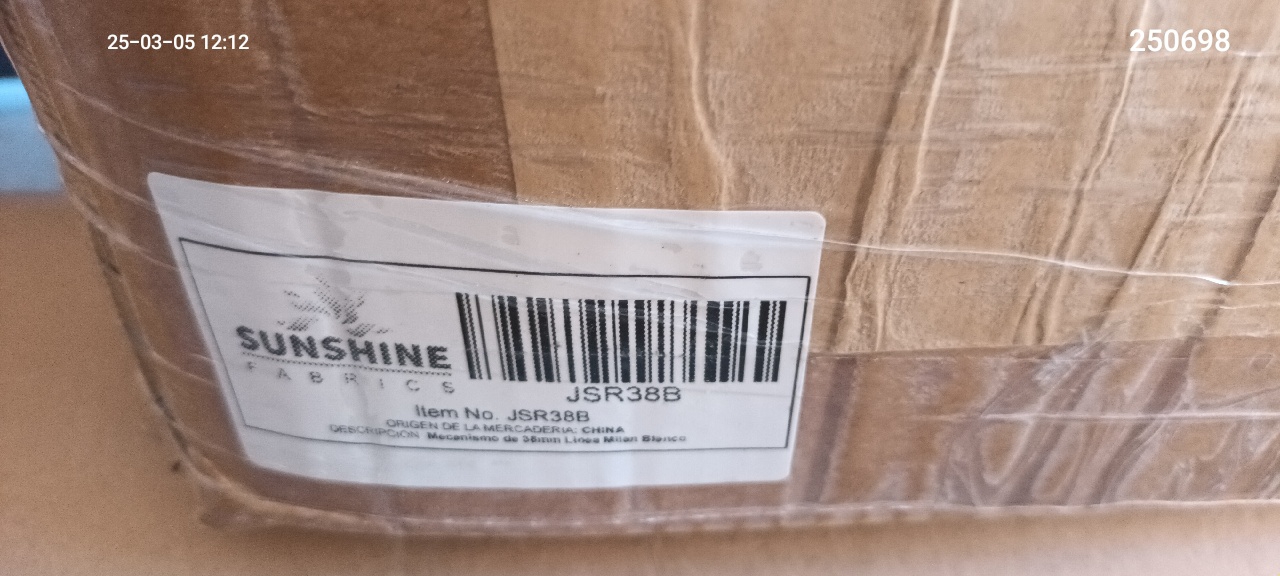 25-03-05 12:12
250698
SUNSHINE
FABRICS
JSR38B
Item No. JSR38B
ORIGEN DE LA MERCADERIA: CHINA
DESCRIPCION Mecanismo de 38mm Linea Milan Blanco